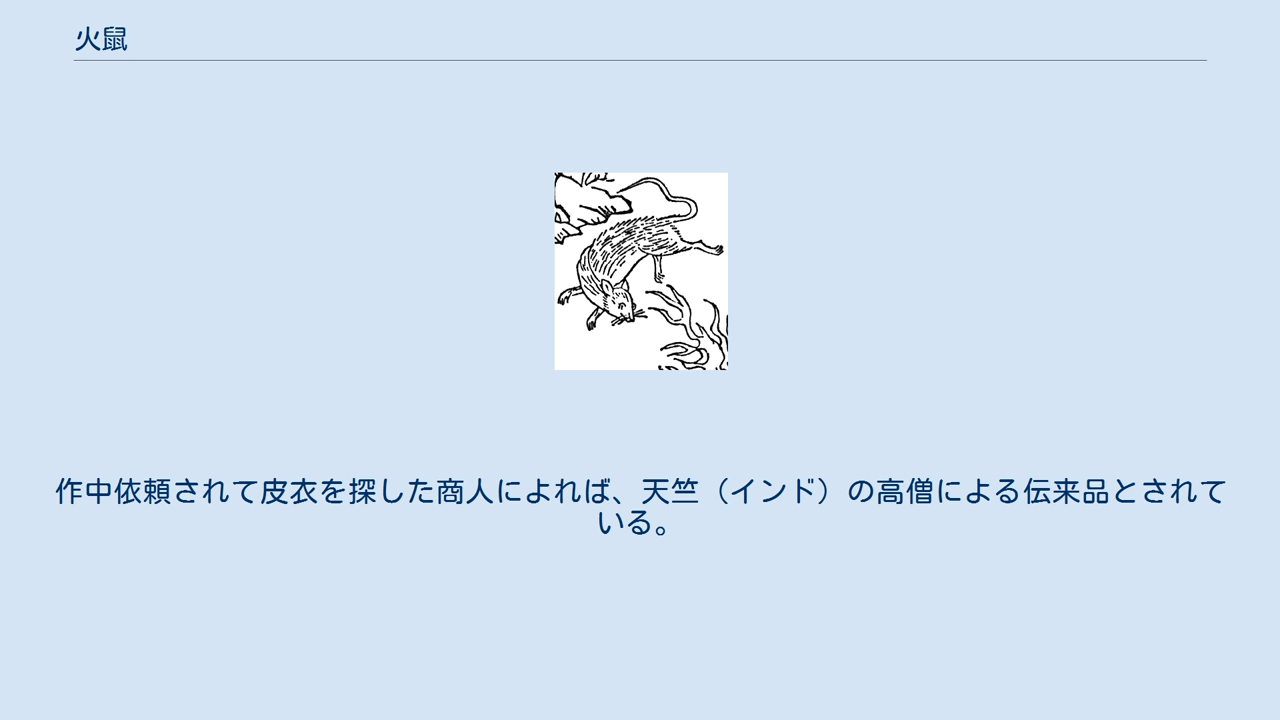 火鼠
作中依頼されて皮衣を探した商人によれば、天竺（インド）の高僧による伝来品とされて
いる。